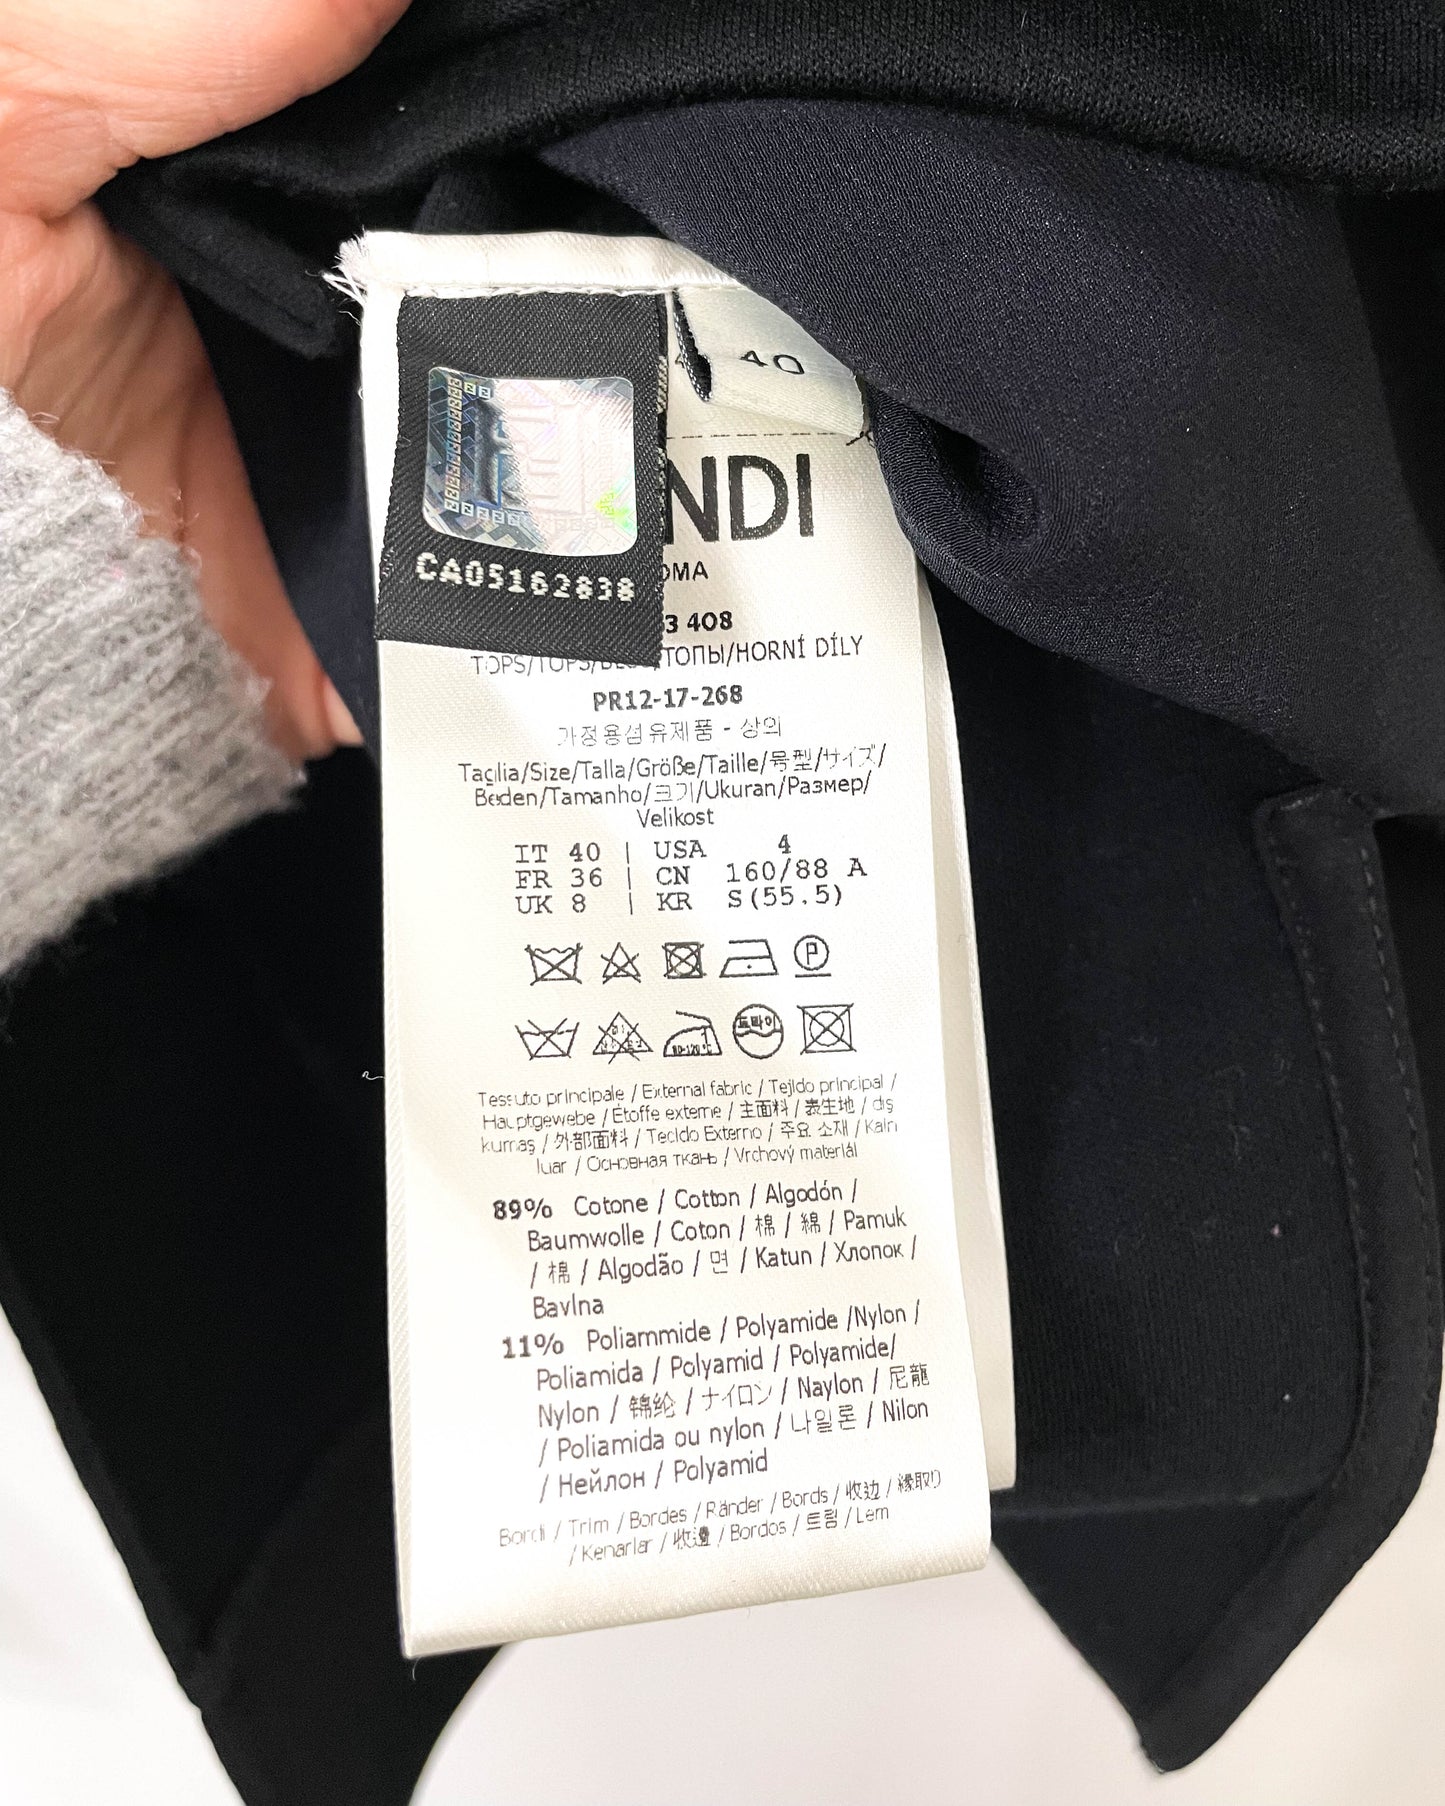 40
NDI
CA05162838
OMA
3 408
TOPS/TOPS/ /ТОПЫ/HORNÍ DÍLY
PR12-17-268
가정용섬유제품 - 상의
Taglia/Size/Talla/Größe/Taille/号型/サイズ/
Beden/Tamanho/크기/Ukuran/Размер/
Velikost
IT 40 | USA 4
FR 36 | CN 160/88 A
UK 8 | KR S(55.5)
P
80-120°C 드라이
Tessuto principale / External fabric / Tejido principal /
Hauptgewebe / Étoffe externe / 主面料 / 表生地 / dış
kumaş / 外部面料 / Tecido Externo / 주요 소재 / Kain
luar / Основная ткань / Vrchový materiál
89% Cotone / Cotton / Algodón /
Baumwolle / Coton / 棉 / 綿 / Pamuk
/ 棉 / Algodão / 면 / Katun / Хлопок /
Bavlna
11% Poliammide / Polyamide /Nylon /
Poliamida / Polyamid / Polyamide/
Nylon / 锦纶 / ナイロン / Naylon / 尼龍
/ Poliamida ou nylon / 나일론 / Nilon
/ Нейлон / Polyamid
Bordi / Trim / Bordes / Ränder / Bords / 收边 / 縁取り
/ Kenarlar / 收邊 / Bordos / 트림 / Lem